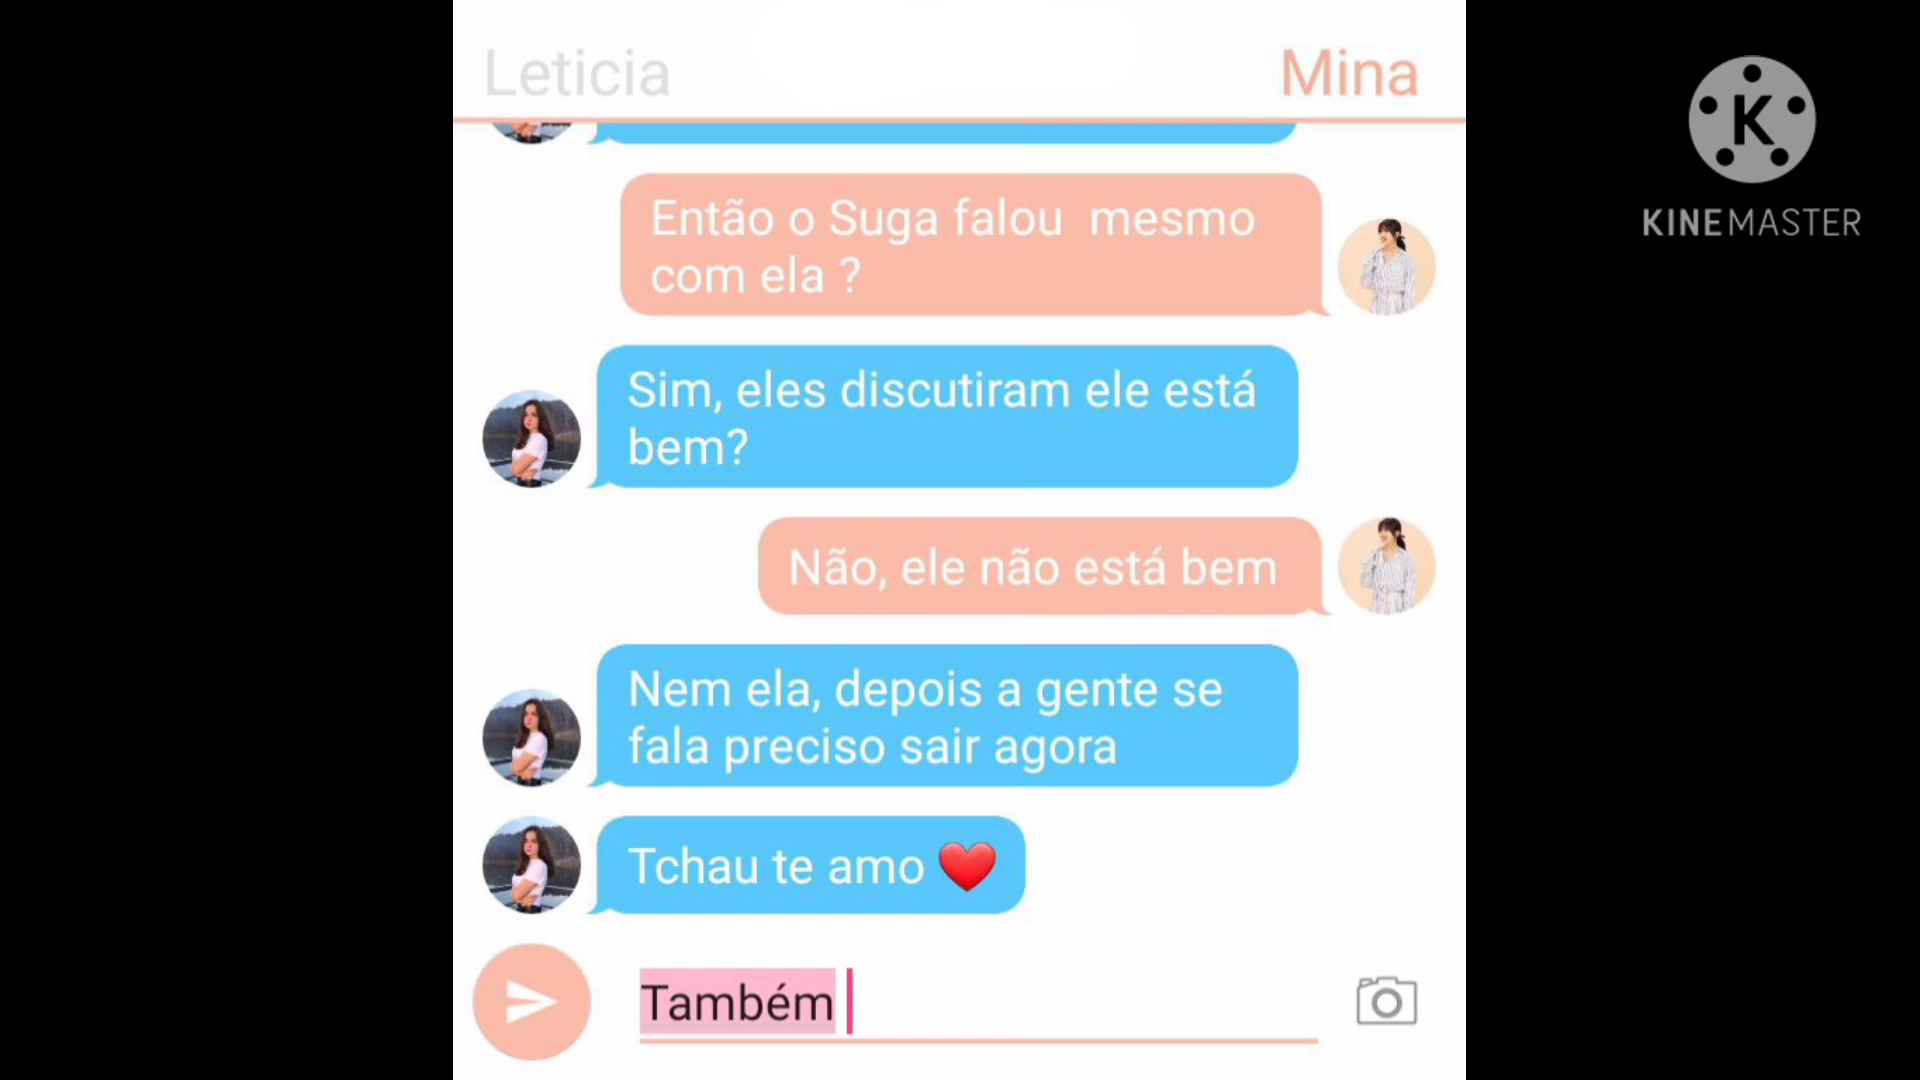 Leticia
Mina
Então o Suga falou  mesmo
com ela ?
Sim, eles discutiram ele está
bem?
Não, ele não está bem
Nem ela, depois a gente se
fala preciso sair agora
Tchau te amo ❤️
Também
K
KINEMASTER